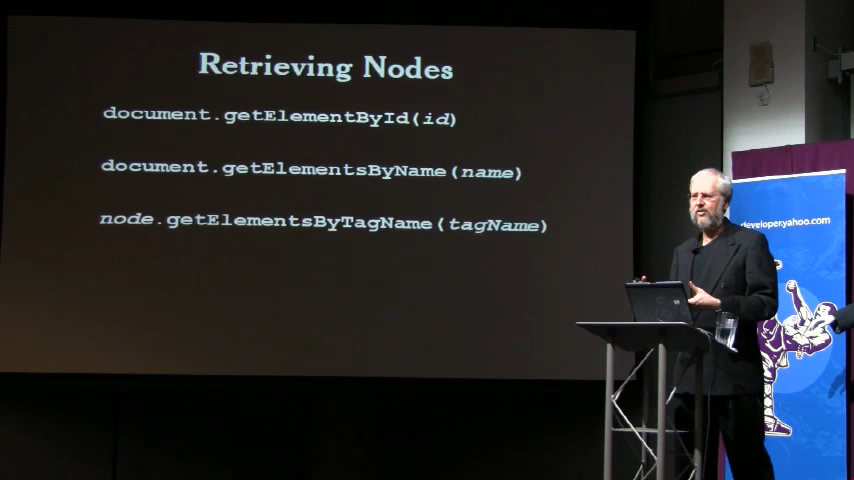 Retrieving Nodes
document.getElementById(id)
document.getElementsByName(name)
node.getElementsByTagName(tagName)
developer.yahoo.com